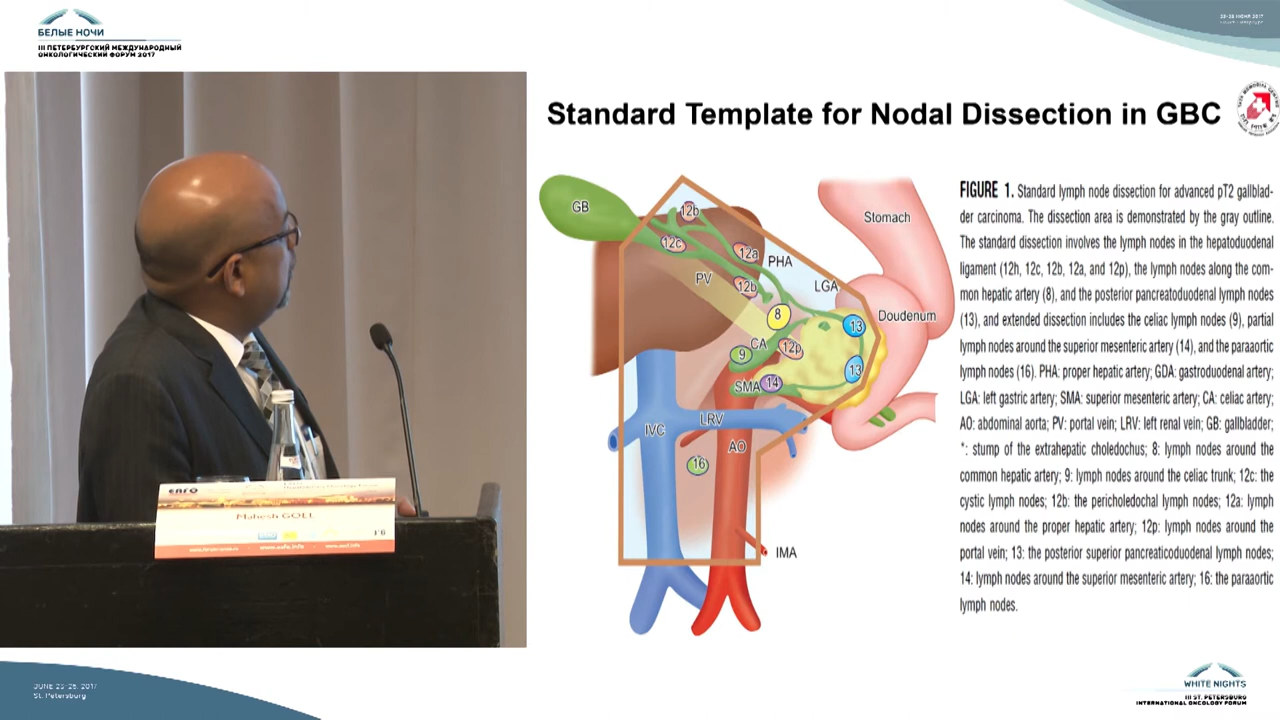 БЕЛЫЕ НОЧИ
III ПЕТЕРБУРГСКИЙ МЕЖДУНАРОДНЫЙ
ОНКОЛОГИЧЕСКИЙ ФОРУМ 2017
Standard Template for Nodal Dissection in GBC
GB
12b
12c
12a
PHA
PV
12b
LGA
Stomach
8
13
Doudenum
CA
9
12p
13
SMA
14
LRV
IVC
AO
16
IMA
FIGURE 1. Standard lymph node dissection for advanced pT2 gallblad-
der carcinoma. The dissection area is demonstrated by the gray outline.
The standard dissection involves the lymph nodes in the hepatoduodenal
ligament (12h, 12c, 12b, 12a, and 12p), the lymph nodes along the com-
mon hepatic artery (8), and the posterior pancreatoduodenal lymph nodes
(13), and extended dissection includes the celiac lymph nodes (9), partial
lymph nodes around the superior mesenteric artery (14), and the paraaortic
lymph nodes (16). PHA: proper hepatic artery; GDA: gastroduodenal artery;
LGA: left gastric artery; SMA: superior mesenteric artery; CA: celiac artery;
AO: abdominal aorta; PV: portal vein; LRV: left renal vein; GB: gallbladder;
*: stump of the extrahepatic choledochus; 8: lymph nodes around the
common hepatic artery; 9: lymph nodes around the celiac trunk; 12c: the
cystic lymph nodes; 12b: the pericholedochal lymph nodes; 12a: lymph
nodes around the proper hepatic artery; 12p: lymph nodes around the
portal vein; 13: the posterior superior pancreaticoduodenal lymph nodes;
14: lymph nodes around the superior mesenteric artery; 16: the paraaortic
lymph nodes.
Mahesh GOEL
JUNE 23-26, 2017
St. Petersburg
WHITE NIGHTS
III ST. PETERSBURG
INTERNATIONAL ONCOLOGY FORUM